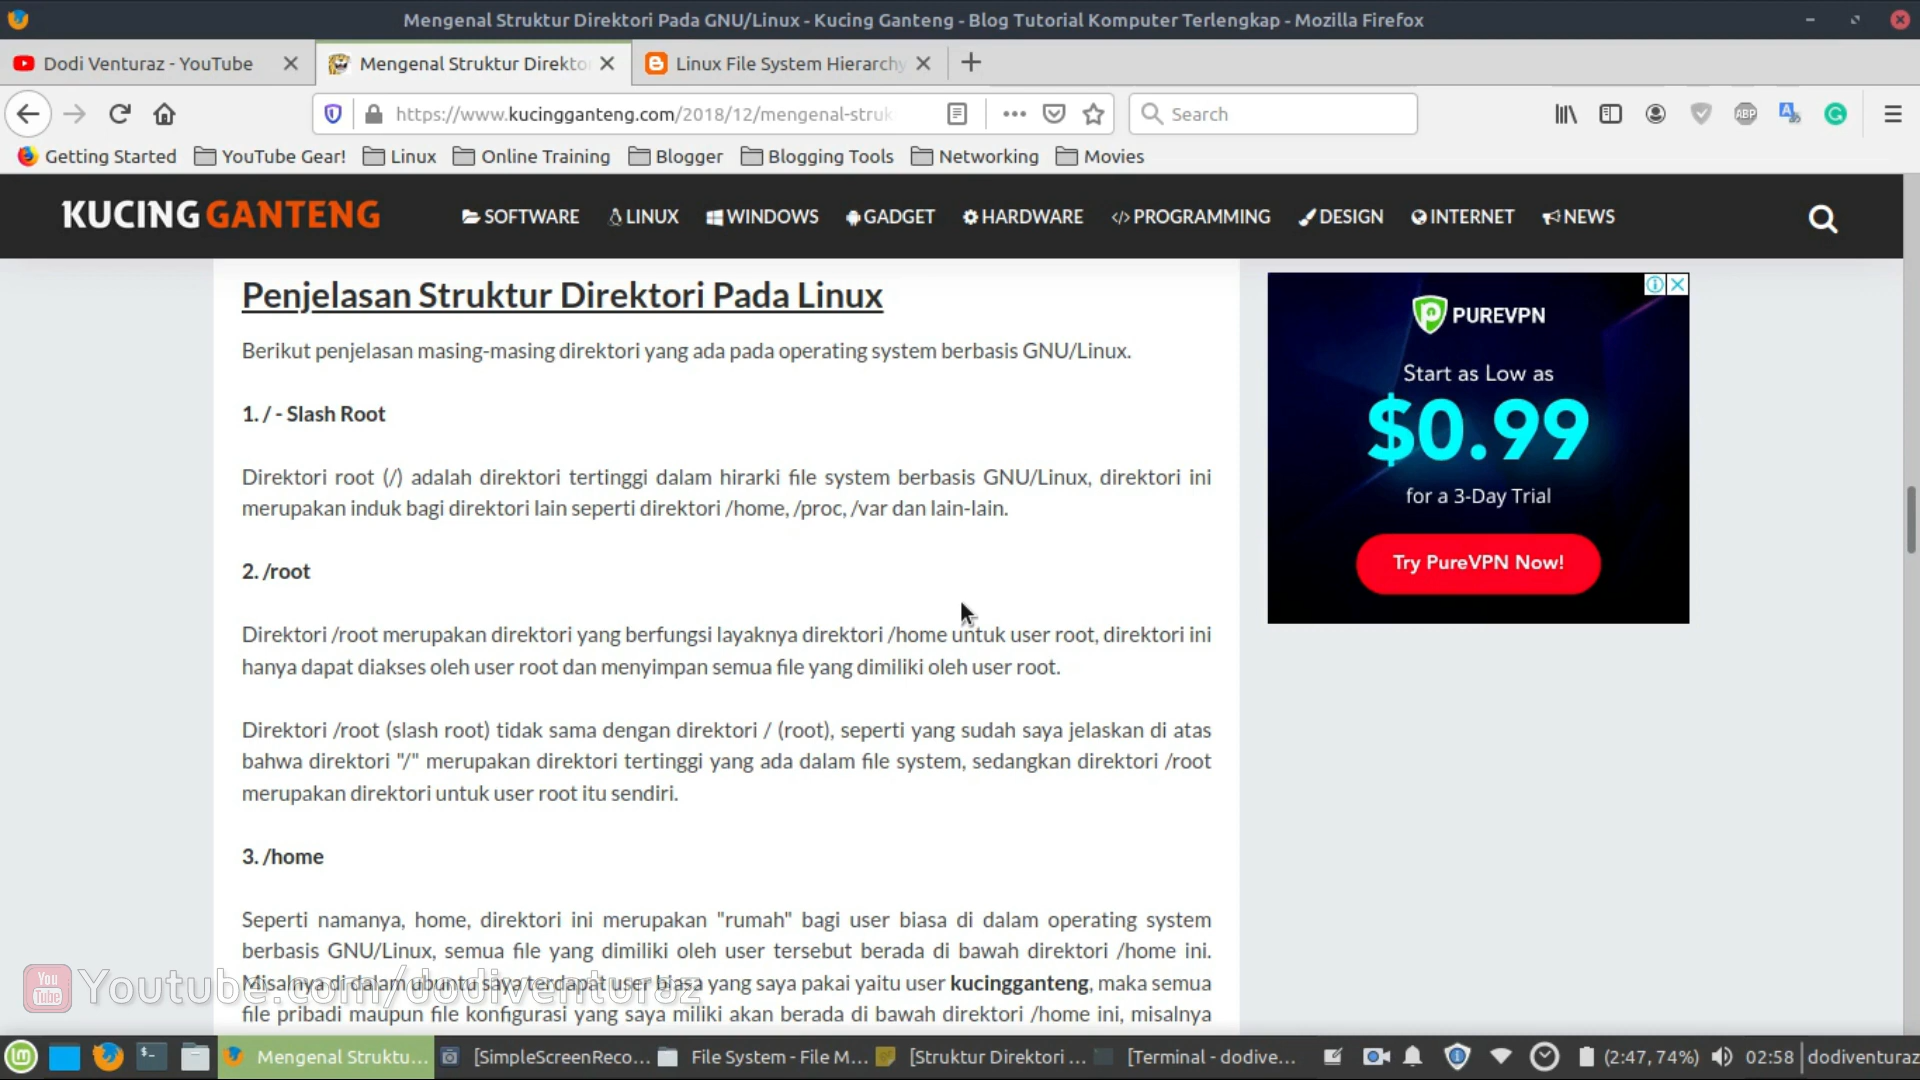 Mengenal Struktur Direktori Pada GNU/Linux - Kucing Ganteng - Blog Tutorial Komputer Terlengkap - Mozilla Firefox
Dodi Venturaz - YouTube
Mengenal Struktur Direkto
Linux File System Hierarchy
https://www.kucingganteng.com/2018/12/mengenal-struk
Search
ABP
Getting Started
YouTube Gear!
Linux
Online Training
Blogger
Blogging Tools
Networking
Movies
KUCING GANTENG
SOFTWARE
LINUX
WINDOWS
GADGET
HARDWARE
</> PROGRAMMING
DESIGN
INTERNET
NEWS
Penjelasan Struktur Direktori Pada Linux
Berikut penjelasan masing-masing direktori yang ada pada operating system berbasis GNU/Linux.
1. / - Slash Root
Direktori root (/) adalah direktori tertinggi dalam hirarki file system berbasis GNU/Linux, direktori ini
merupakan induk bagi direktori lain seperti direktori /home, /proc, /var dan lain-lain.
2. /root
Direktori /root merupakan direktori yang berfungsi layaknya direktori /home untuk user root, direktori ini
hanya dapat diakses oleh user root dan menyimpan semua file yang dimiliki oleh user root.
Direktori /root (slash root) tidak sama dengan direktori / (root), seperti yang sudah saya jelaskan di atas
bahwa direktori "/" merupakan direktori tertinggi yang ada dalam file system, sedangkan direktori /root
merupakan direktori untuk user root itu sendiri.
3. /home
Seperti namanya, home, direktori ini merupakan "rumah" bagi user biasa di dalam operating system
berbasis GNU/Linux, semua file yang dimiliki oleh user tersebut berada di bawah direktori /home ini.
Misalnya di dalam ubuntu saya terdapat user biasa yang saya pakai yaitu user kucingganteng, maka semua
file pribadi maupun file konfigurasi yang saya miliki akan berada di bawah direktori /home ini, misalnya
PUREVPN
Start as Low as
$0.99
for a 3-Day Trial
Try PureVPN Now!
You Tube
Youtube.com/dodiventuraz
Mengenal Struktu...
[SimpleScreenReco...
File System - File M...
[Struktur Direktori ...
[Terminal - dodive...
(2:47, 74%)
02:58
dodiventuraz